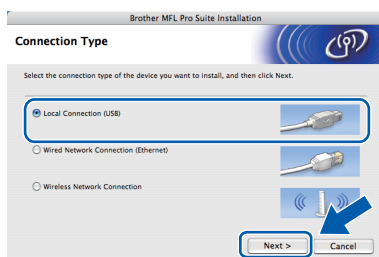 Brother MFL Pro Suite Installation
Connection Type
Select the connection type of the device you want to install, and then click Next.
Local Connection (USB)
Wired Network Connection (Ethernet)
Wireless Network Connection
Next > Cancel